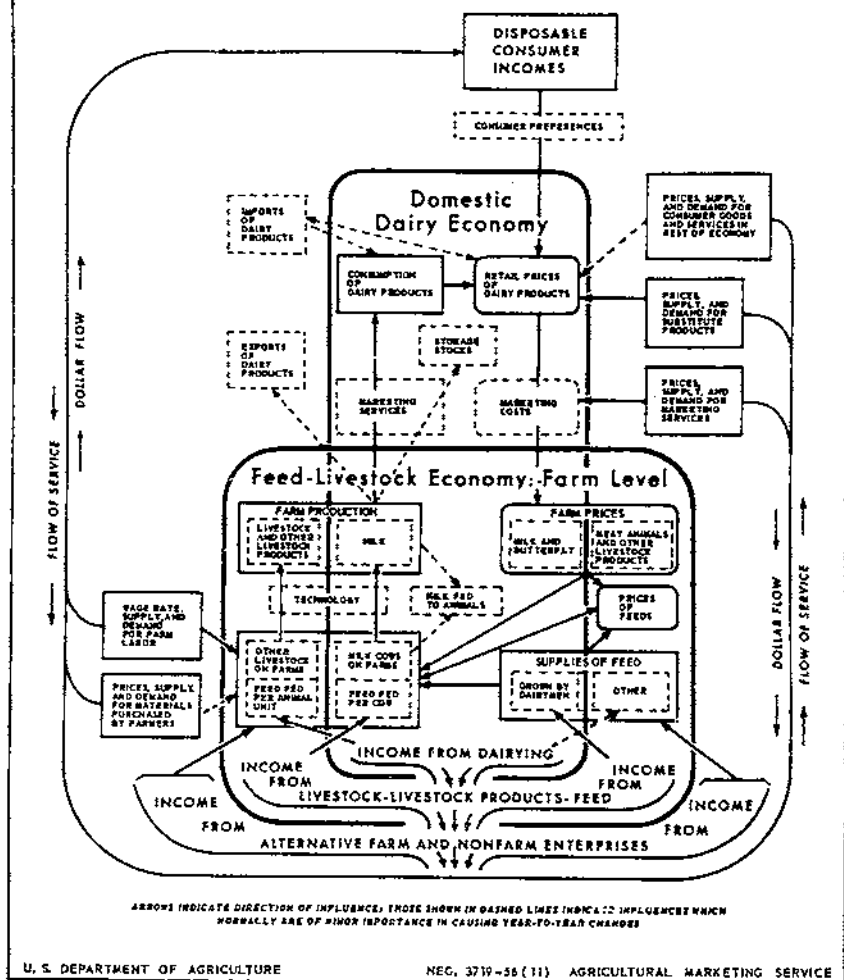 DISPOSABLE
CONSUMER
INCOMES
CONSUMER PREFERENCES
Domestic
Dairy Economy
IMPORTS
OF
DAIRY
PRODUCTS
PRICES, SUPPLY,
AND DEMAND FOR
CONSUMER GOODS
AND SERVICES IN
REST OF ECONOMY
CONSUMPTION
OF
DAIRY PRODUCTS
RETAIL PRICES
OF
DAIRY PRODUCTS
PRICES,
SUPPLY, AND
DEMAND FOR
SUBSTITUTE
PRODUCTS
EXPORTS
OF
DAIRY
PRODUCTS
STORAGE
STOCKS
MARKETING
SERVICES
MARKETING
COSTS
PRICES,
SUPPLY, AND
DEMAND FOR
MARKETING
SERVICES
DOLLAR FLOW
FLOW OF SERVICE
Feed-Livestock Economy:-Farm Level
FARM PRODUCTION
LIVESTOCK
AND OTHER
LIVESTOCK
PRODUCTS
MILK
FARM PRICES
MILK AND
BUTTERFAT
MEAT ANIMALS
AND OTHER
LIVESTOCK
PRODUCTS
TECHNOLOGY
MILK FED
TO ANIMALS
PRICES
OF
FEEDS
WAGE RATE,
SUPPLY, AND
DEMAND
FOR FARM
LABOR
OTHER
LIVESTOCK
ON FARMS
FEED FED
PER ANIMAL
UNIT
MILK COWS
ON FARMS
FEED FED
PER COW
SUPPLIES OF FEED
GROWN BY
DAIRYMEN
OTHER
PRICES, SUPPLY,
AND DEMAND
FOR MATERIALS
PURCHASED
BY FARMERS
DOLLAR FLOW
FLOW OF SERVICE
INCOME FROM DAIRYING
INCOME
FROM
INCOME
FROM
LIVESTOCK-LIVESTOCK PRODUCTS-FEED
INCOME
FROM
INCOME
FROM
ALTERNATIVE FARM AND NONFARM ENTERPRISES
ARROWS INDICATE DIRECTION OF INFLUENCE; THOSE SHOWN IN DASHED LINES INDICATE INFLUENCES WHICH
NORMALLY ARE OF MINOR IMPORTANCE IN CAUSING YEAR-TO-YEAR CHANGES
U. S. DEPARTMENT OF AGRICULTURE
NEG. 3719-56 (11) AGRICULTURAL MARKETING SERVICE